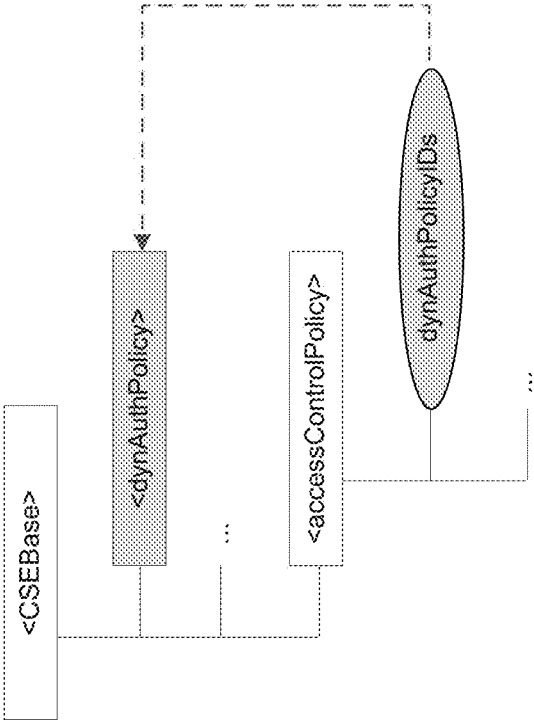 <CSEBase>
<dynAuthPolicy>
...
<accessControlPolicy>
dynAuthPolicyIDs
...